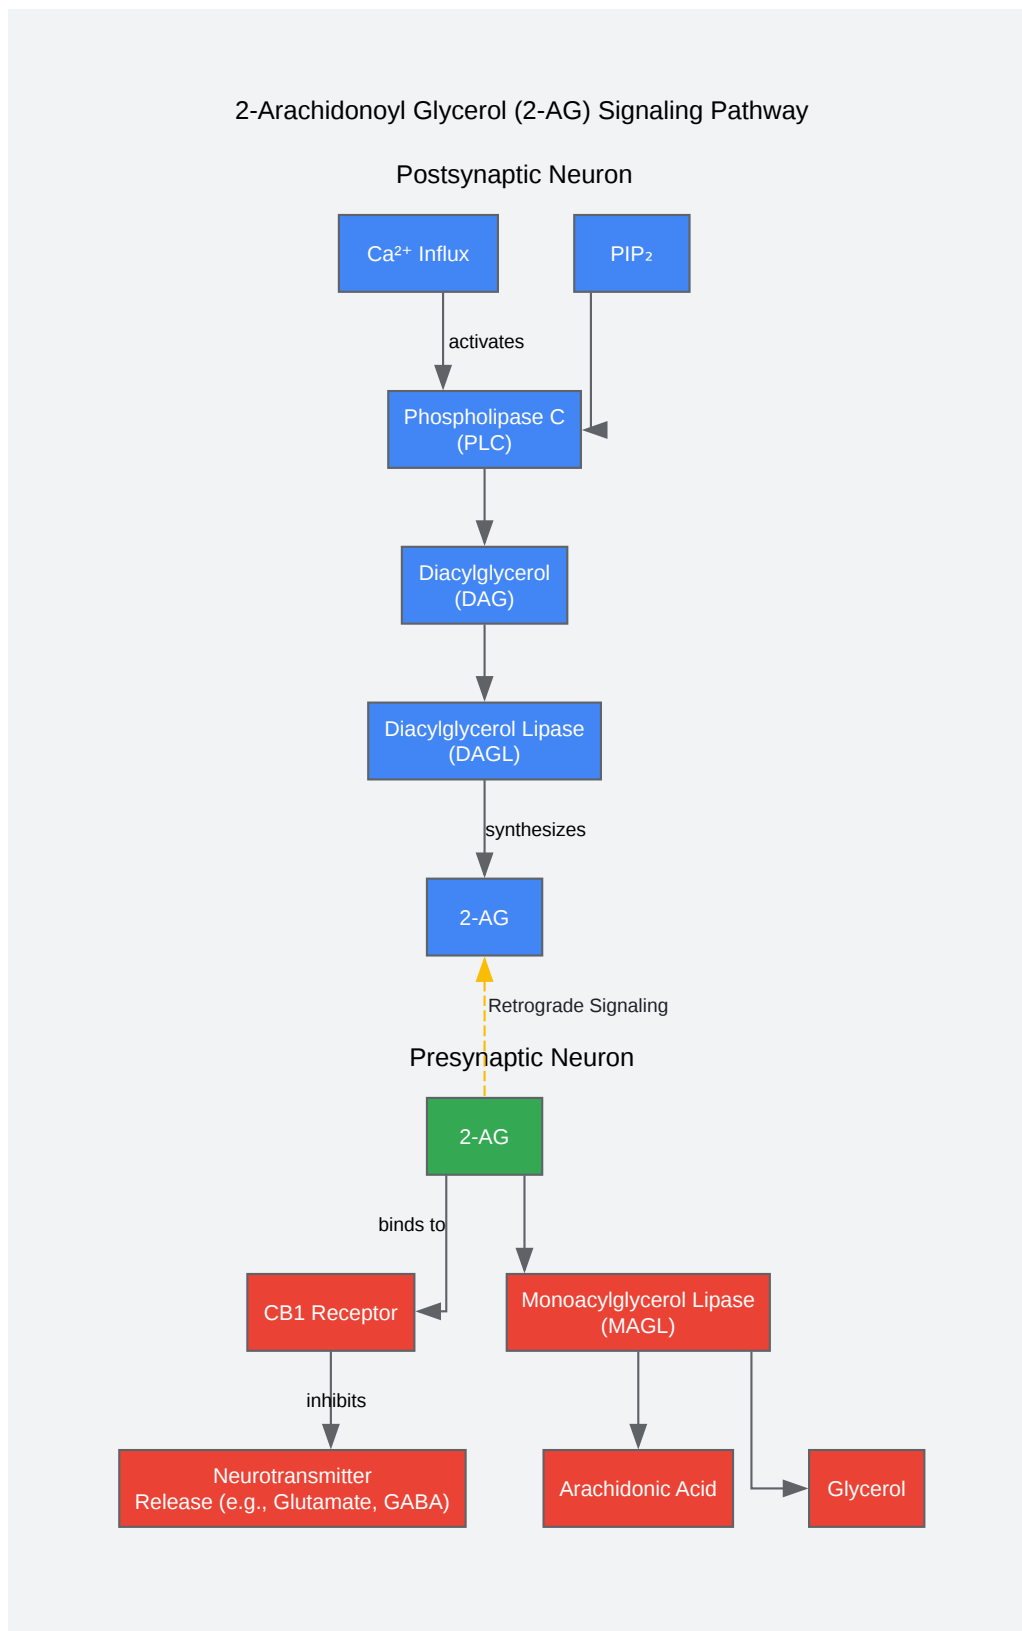 2-Arachidonoyl Glycerol (2-AG) Signaling Pathway
Postsynaptic Neuron
Ca²⁺ Influx
PIP₂
activates
Phospholipase C
(PLC)
Diacylglycerol
(DAG)
Diacylglycerol Lipase
(DAGL)
synthesizes
2-AG
Retrograde Signaling
Presynaptic Neuron
2-AG
binds to
CB1 Receptor
Monoacylglycerol Lipase
(MAGL)
inhibits
Neurotransmitter
Release (e.g., Glutamate, GABA)
Arachidonic Acid
Glycerol